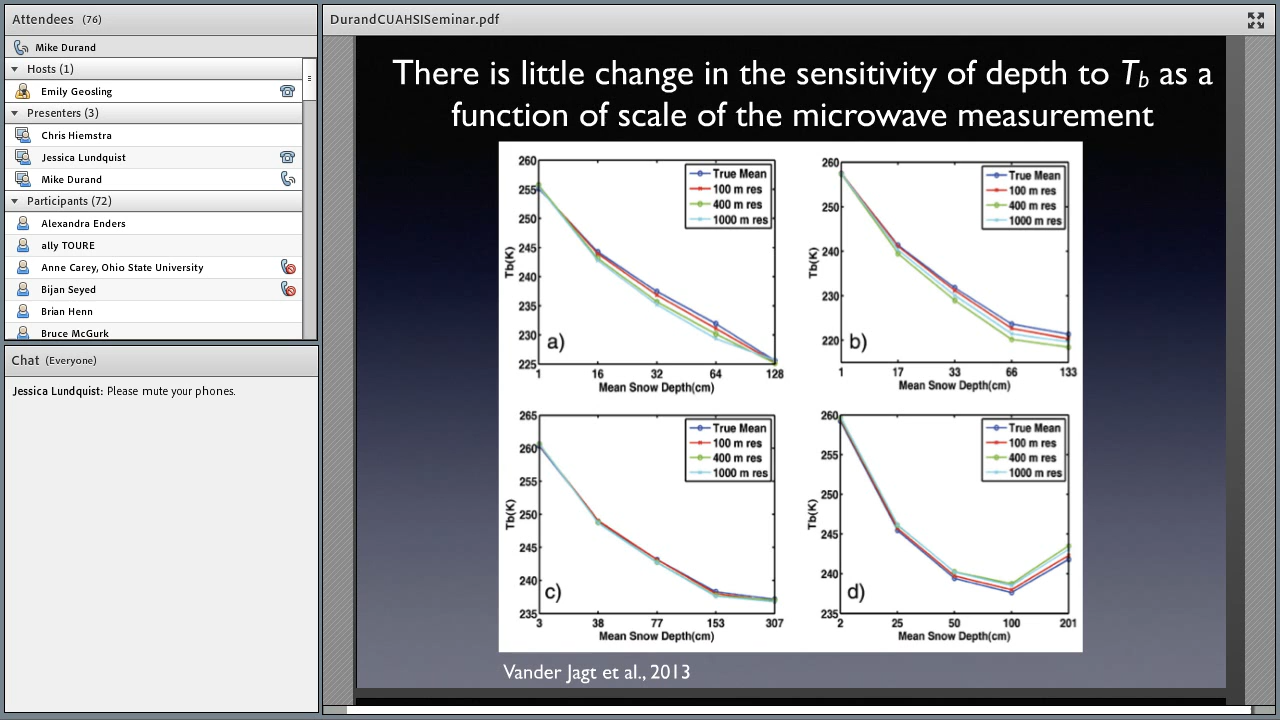 Attendees (76)
Mike Durand
Hosts (1)
Emily Geosling
Presenters (3)
Chris Hiemstra
Jessica Lundquist
Mike Durand
Participants (72)
Alexandra Enders
ally TOURE
Anne Carey, Ohio State University
Bijan Seyed
Brian Henn
Bruce McGurk
Chat (Everyone)
Jessica Lundquist: Please mute your phones.
DurandCUAHSISeminar.pdf
There is little change in the sensitivity of depth to Tb as a
function of scale of the microwave measurement
260
255
250
245
240
235
230
225
Tb(K)
True Mean
100 m res
400 m res
1000 m res
a)
1 16 32 64 128
Mean Snow Depth(cm)
260
250
240
230
220
Tb(K)
True Mean
100 m res
400 m res
1000 m res
b)
1 17 33 66 133
Mean Snow Depth(cm)
265
260
255
250
245
240
235
Tb(K)
True Mean
100 m res
400 m res
1000 m res
c)
3 38 77 153 307
Mean Snow Depth(cm)
260
255
250
245
240
235
Tb(K)
True Mean
100 m res
400 m res
1000 m res
d)
2 25 50 100 201
Mean Snow Depth(cm)
Vander Jagt et al., 2013